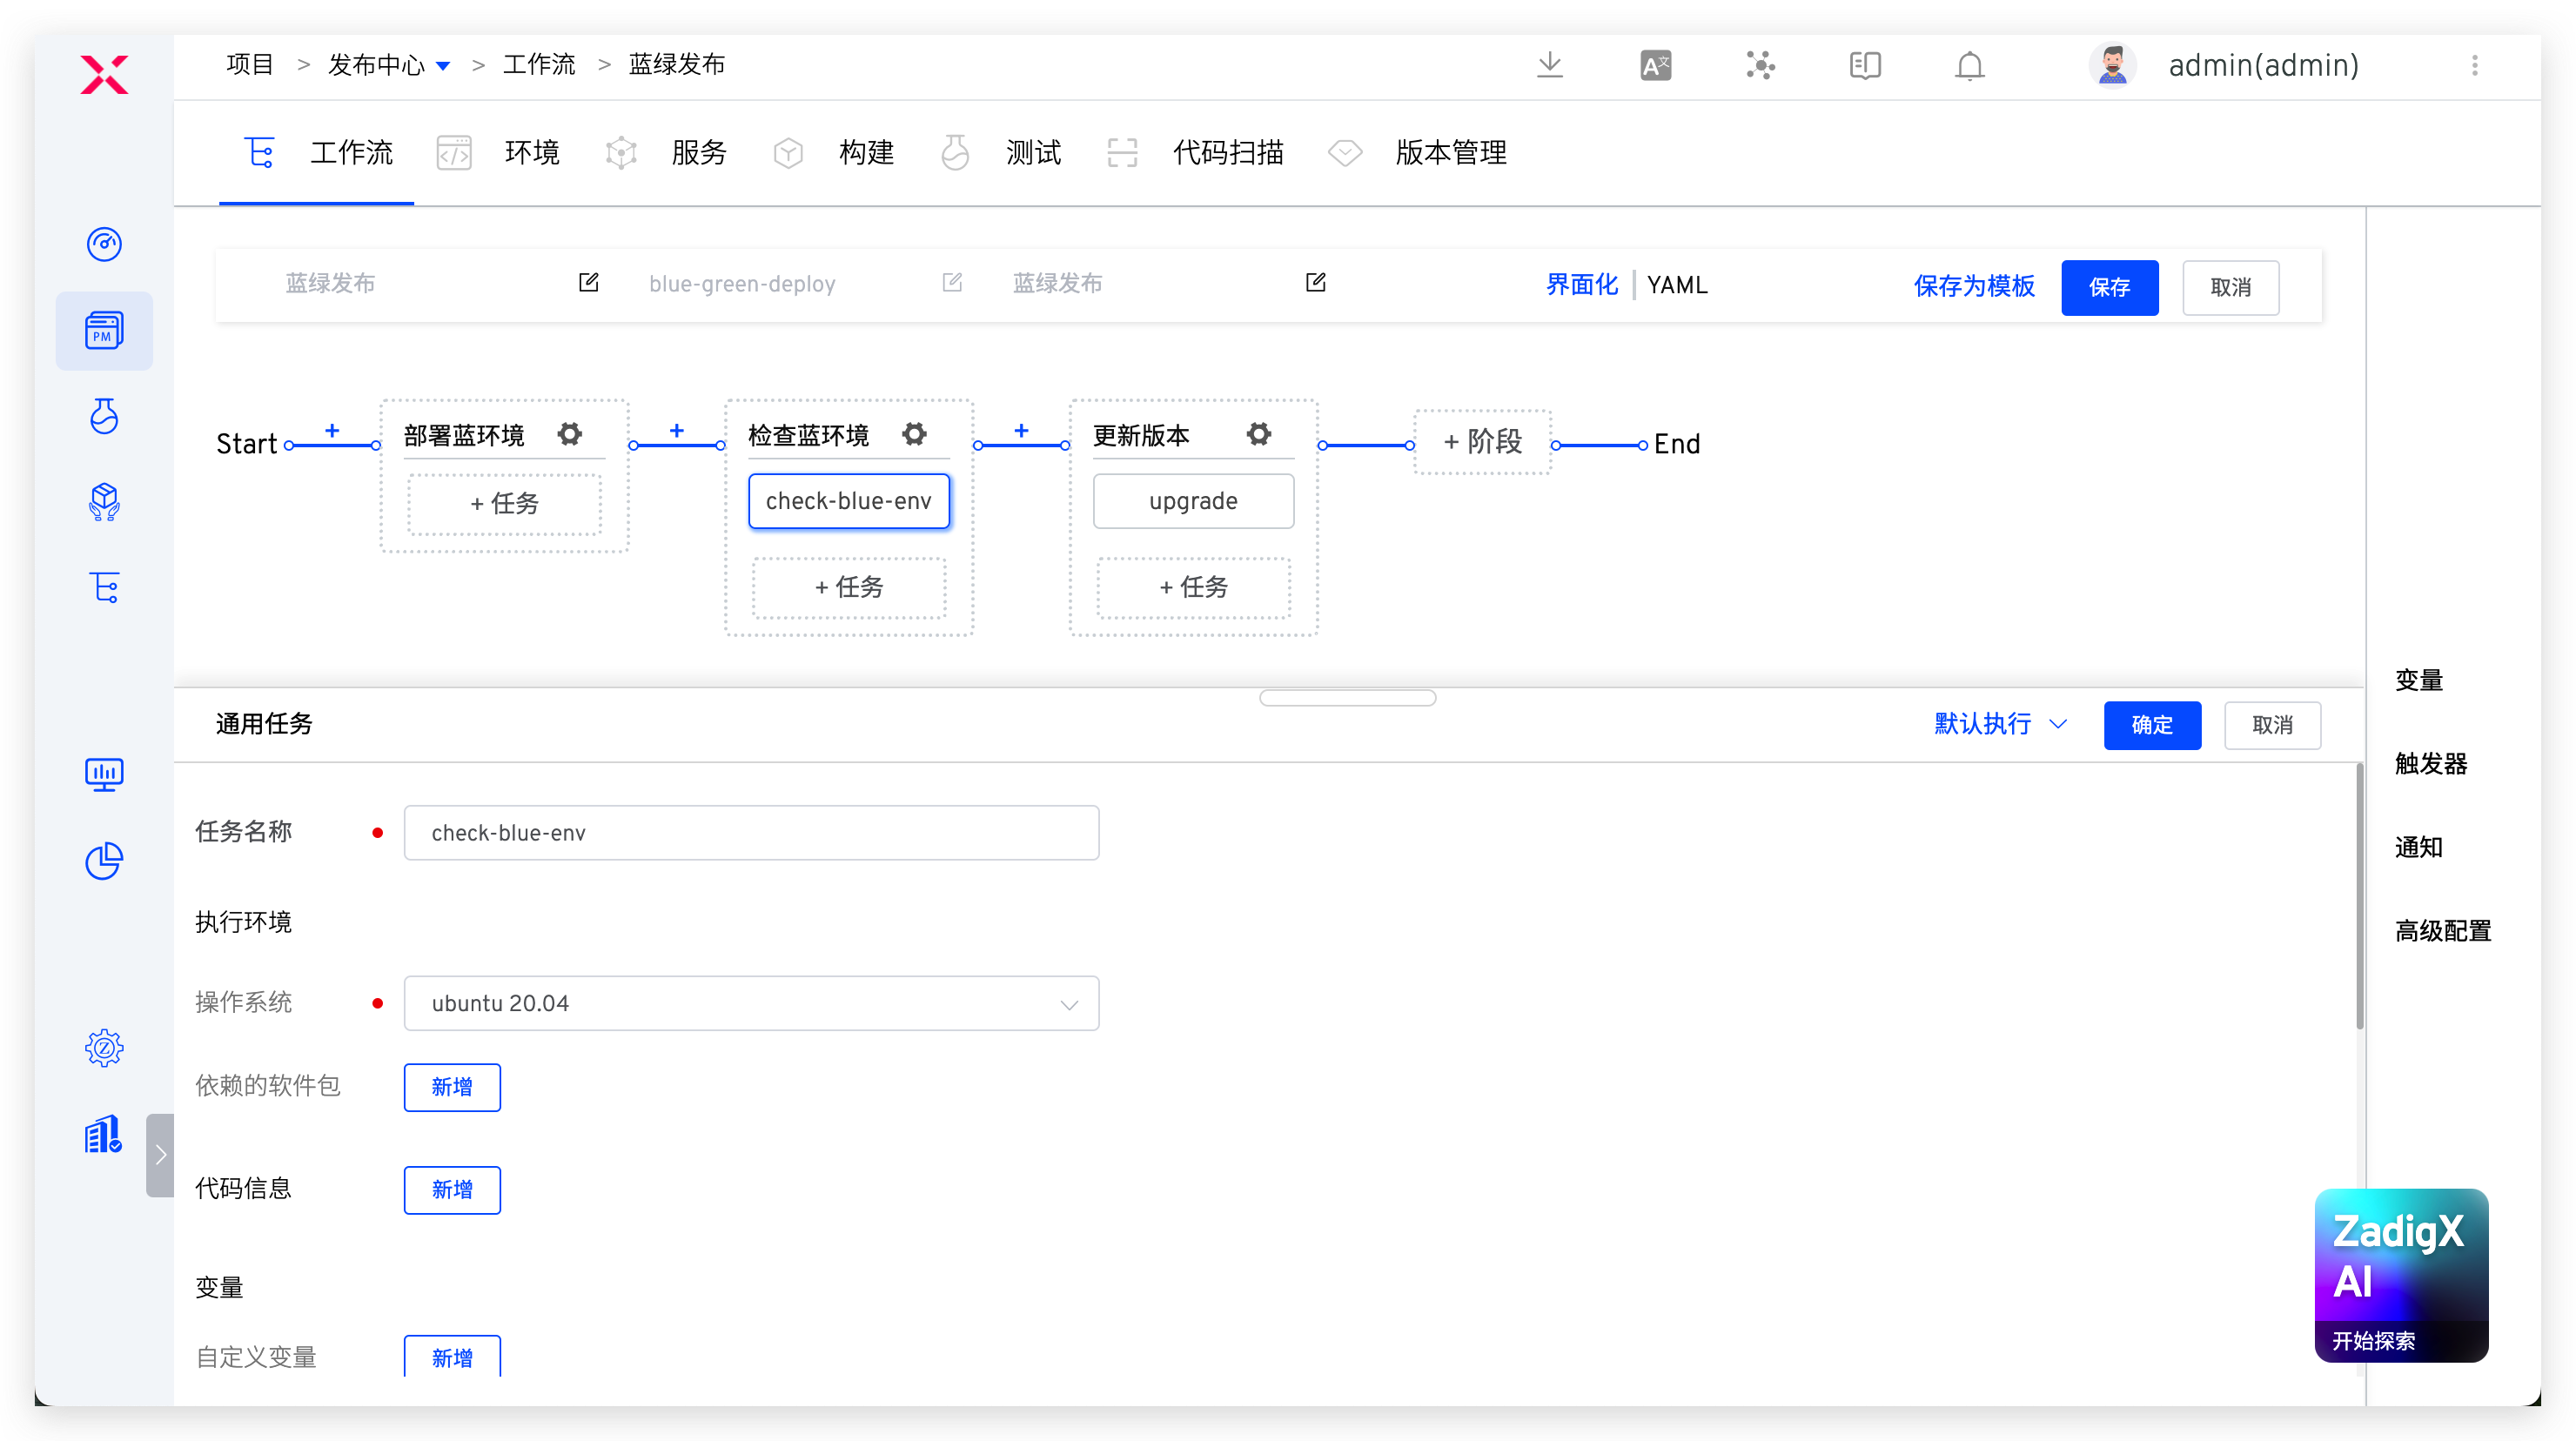 项目 > 发布中心 > 工作流 > 蓝绿发布
A文
admin(admin)
工作流 环境 服务 构建 测试 代码扫描 版本管理
PM
蓝绿发布 blue-green-deploy 蓝绿发布 界面化 | YAML 保存为模板 保存 取消
Start + 部署蓝环境 + 检查蓝环境 + 更新版本 + 阶段 End
+ 任务 check-blue-env upgrade
+ 任务 + 任务
通用任务 默认执行 确定 取消
变量
触发器
通知
高级配置
任务名称 check-blue-env
执行环境
操作系统 ubuntu 20.04
依赖的软件包 新增
代码信息 新增
变量
自定义变量 新增
Z
ZadigX
AI
开始探索